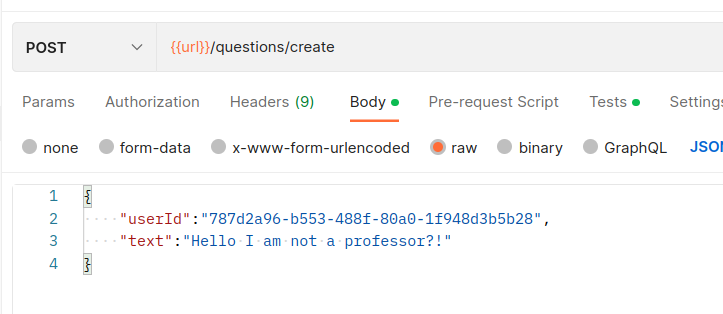 POST {{url}}/questions/create
Params Authorization Headers (9) Body Pre-request Script Tests Settings
none form-data x-www-form-urlencoded raw binary GraphQL JSON
1 {
2 "userId":"787d2a96-b553-488f-80a0-1f948d3b5b28",
3 "text":"Hello I am not a professor?!"
4 }